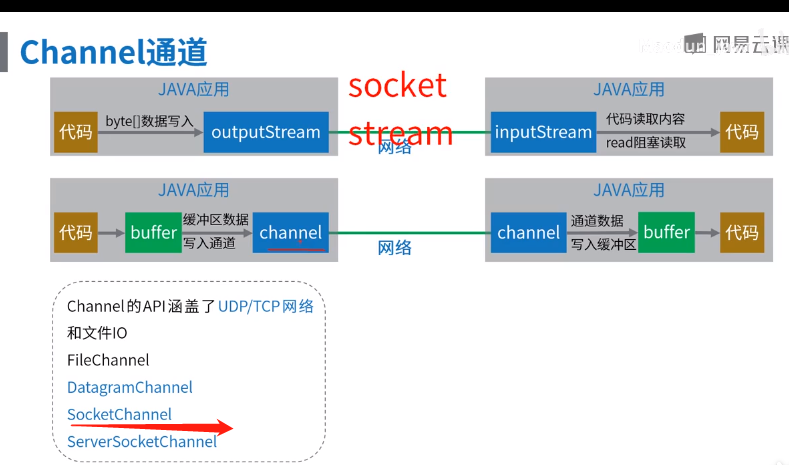 Channel通道
网易云课
JAVA应用
socket
JAVA应用
代码
byte[]数据写入
outputStream
stream
网络
inputStream
代码读取内容
read阻塞读取
代码
JAVA应用
JAVA应用
代码
buffer
缓冲区数据
写入通道
channel
网络
channel
通道数据
写入缓冲区
buffer
代码
Channel的API涵盖了UDP/TCP网络
和文件IO
FileChannel
DatagramChannel
SocketChannel
ServerSocketChannel